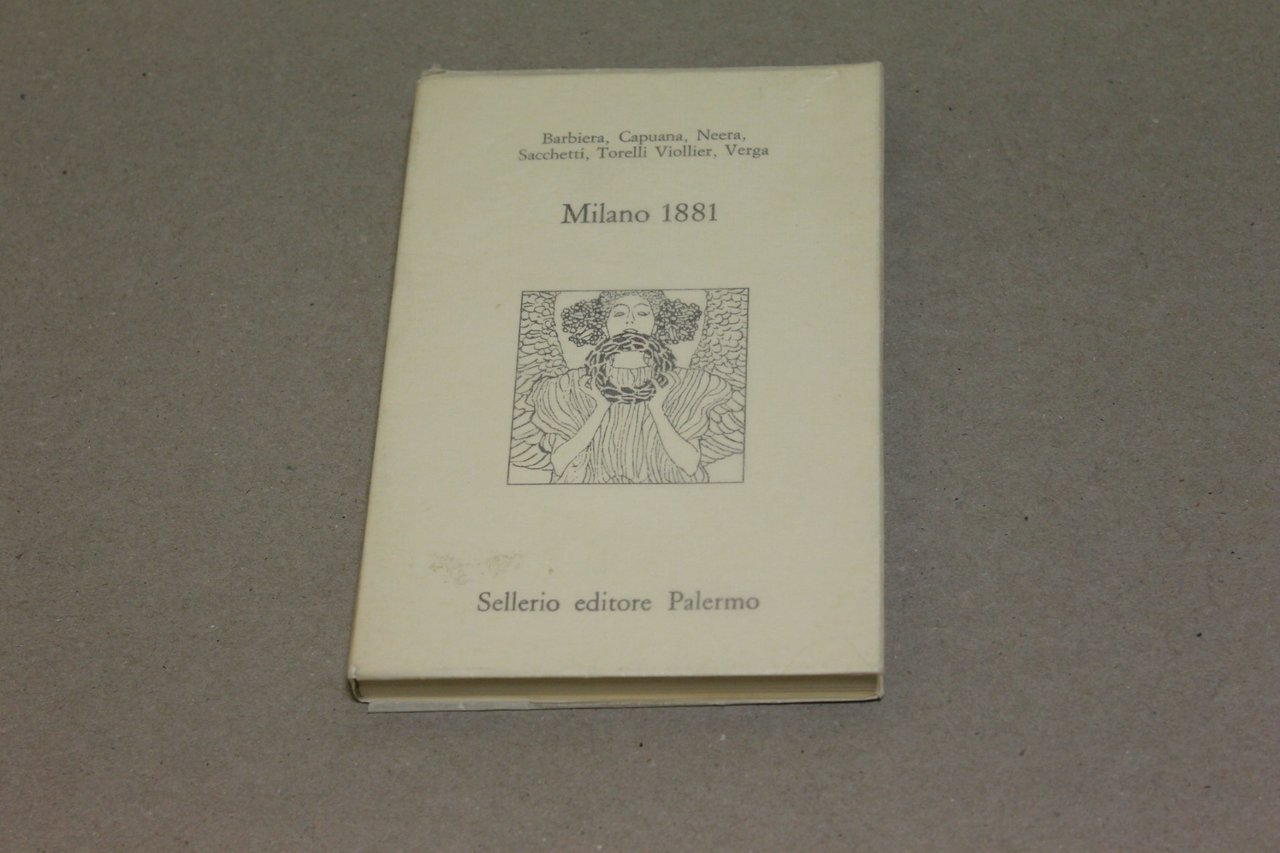 Barbiera, Capuana, Neera,
Sacchetti, Torelli Viollier, Verga
Milano 1881
Sellerio editore Palermo